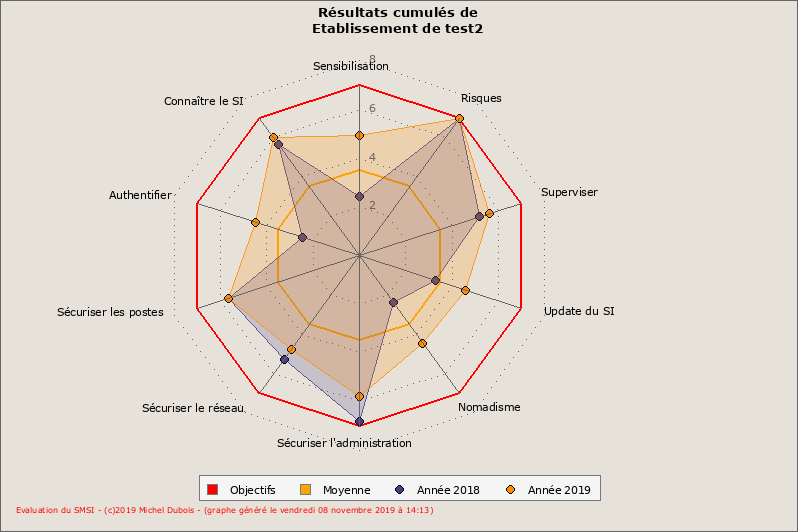 Résultats cumulés de
Etablissement de test2
8
Sensibilisation
Connaître le SI
Risques
6
4
Authentifier
Superviser
2
Sécuriser les postes
Update du SI
Sécuriser le réseau
Nomadisme
Sécuriser l'administration
Objectifs Moyenne Année 2018 Année 2019
Evaluation du SMSI - (c)2019 Michel Dubois - (graphe généré le vendredi 08 novembre 2019 à 14:13)